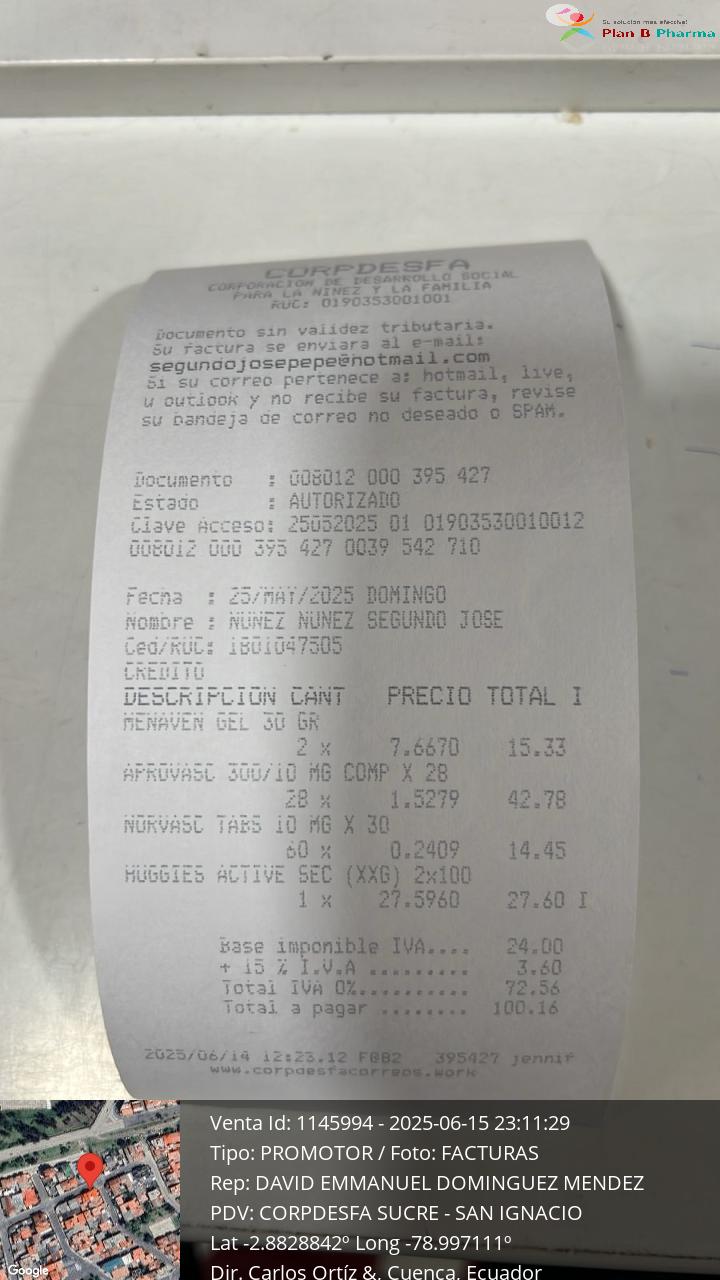 Su solución más efectiva!
Plan B Pharma
CORPDESFA
CORPORACION DE DESARROLLO SOCIAL
PARA LA NINEZ Y LA FAMILIA
RUC: 0190353001001
Documento sin validez tributaria.
Su factura se enviara al e-mail:
segundojosepepe@hotmail.com
Si su correo pertenece a: hotmail, live,
u outlook y no recibe su factura, revise
su bandeja de correo no deseado o SPAM.
Documento : 008012 000 395 427
Estado : AUTORIZADO
Clave Acceso: 25052025 01 01903530010012
008012 000 395 427 0039 542 710
Fecha : 25/MAY/2025 DOMINGO
Nombre : NUNEZ NUNEZ SEGUNDO JOSE
Ced/RUC: 1801047505
CREDITO
DESCRIPCION CANT PRECIO TOTAL I
MENAVEN GEL 30 GR
2 x 7.6670 15.33
APROVASC 300/10 MG COMP X 28
28 x 1.5279 42.78
NORVASC TABS 10 MG X 30
60 x 0.2409 14.45
HUGGIES ACTIVE SEC (XXG) 2x100
1 x 27.5960 27.60 I
Base imponible IVA.... 24.00
+ 15 % I.V.A ......... 3.60
Total IVA 0%.......... 72.56
Total a pagar ........ 100.16
2025/06/14 12:23.12 F@B2 395427 jennif
www.corpdesfacorreos.work
Venta Id: 1145994 - 2025-06-15 23:11:29
Tipo: PROMOTOR / Foto: FACTURAS
Rep: DAVID EMMANUEL DOMINGUEZ MENDEZ
PDV: CORPDESFA SUCRE - SAN IGNACIO
Lat -2.8828842º Long -78.997111º
Dir. Carlos Ortíz &, Cuenca, Ecuador
Google